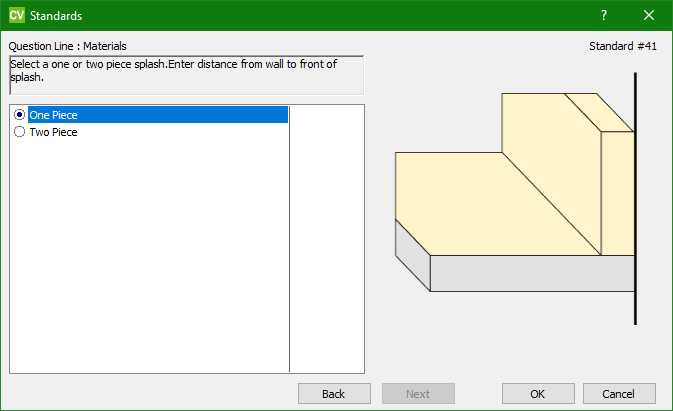 CV Standards
Question Line : Materials
Standard #41
Select a one or two piece splash.Enter distance from wall to front of
splash.
One Piece
Two Piece
Back
Next
OK
Cancel